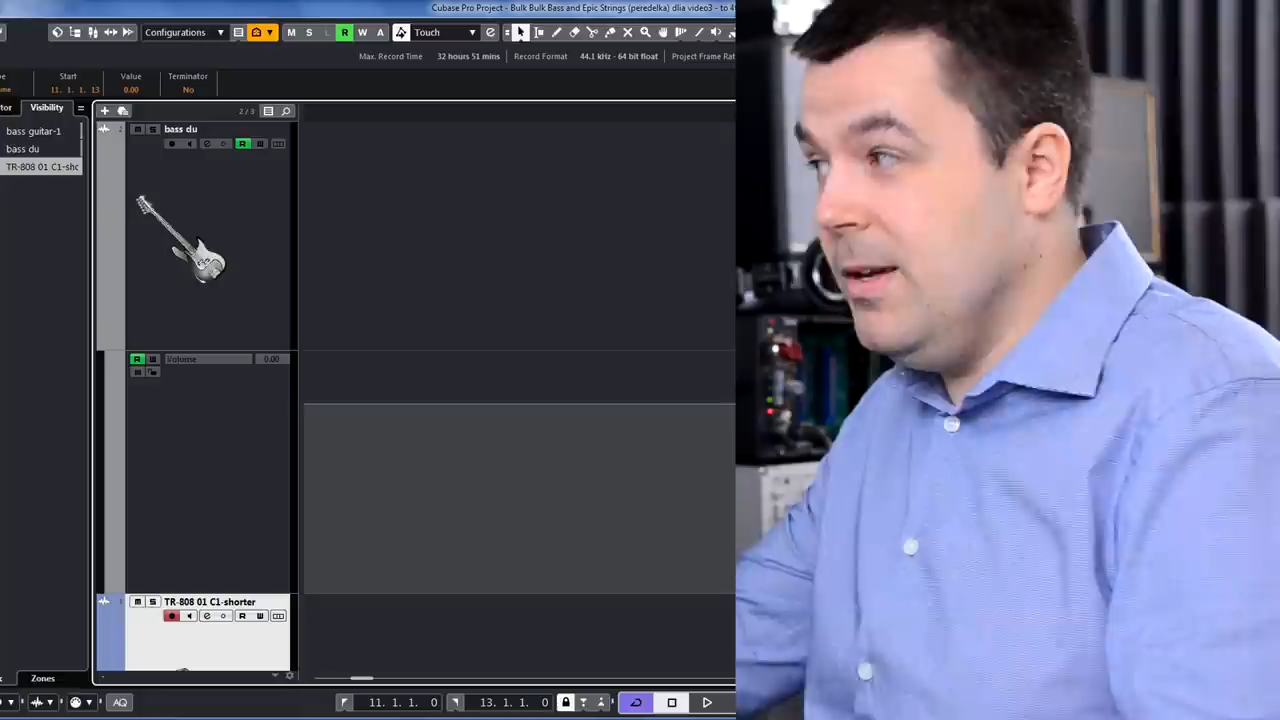 Cubase Pro Project - Bulk Bulk Bass and Epic Strings (peredelka) dlia video3 - to 4
Configurations M S L R W A Touch
Max. Record Time 32 hours 51 mins Record Format 44.1 kHz - 64 bit float Project Frame Rat
Start Value Terminator
11. 1. 1. 13 0.00 No
Visibility 2 / 3
bass guitar-1
bass du
TR-808 01 C1-shc
M S bass du
R W
R W Volume 0.00
M S TR-808 01 C1-shorter
R W
Zones
AQ 11. 1. 1. 0 13. 1. 1. 0